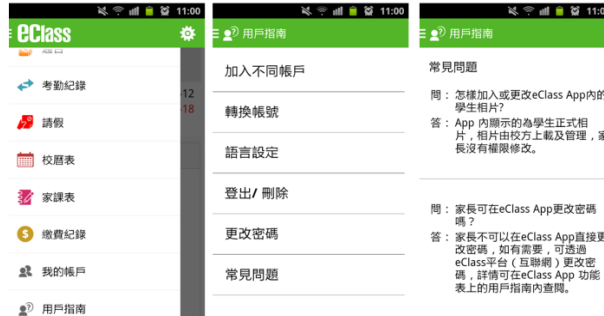 11:00
eClass
考勤紀錄
12
請假
18
校曆表
家課表
繳費紀錄
我的帳戶
用戶指南
11:00
用戶指南
加入不同帳戶
轉換帳號
語言設定
登出/ 刪除
更改密碼
常見問題
11:0
用戶指南
常見問題
問： 怎樣加入或更改eClass App內的
學生相片?
答： App 內顯示的為學生正式相
片，相片由校方上載及管理，家
長沒有權限修改。
問： 家長可在eClass App更改密碼
嗎？
答： 家長不可以在eClass App直接更
改密碼，如有需要，可透過
eClass平台（互聯網）更改密
碼，詳情可在eClass App 功能
表上的用戶指南內查閱。